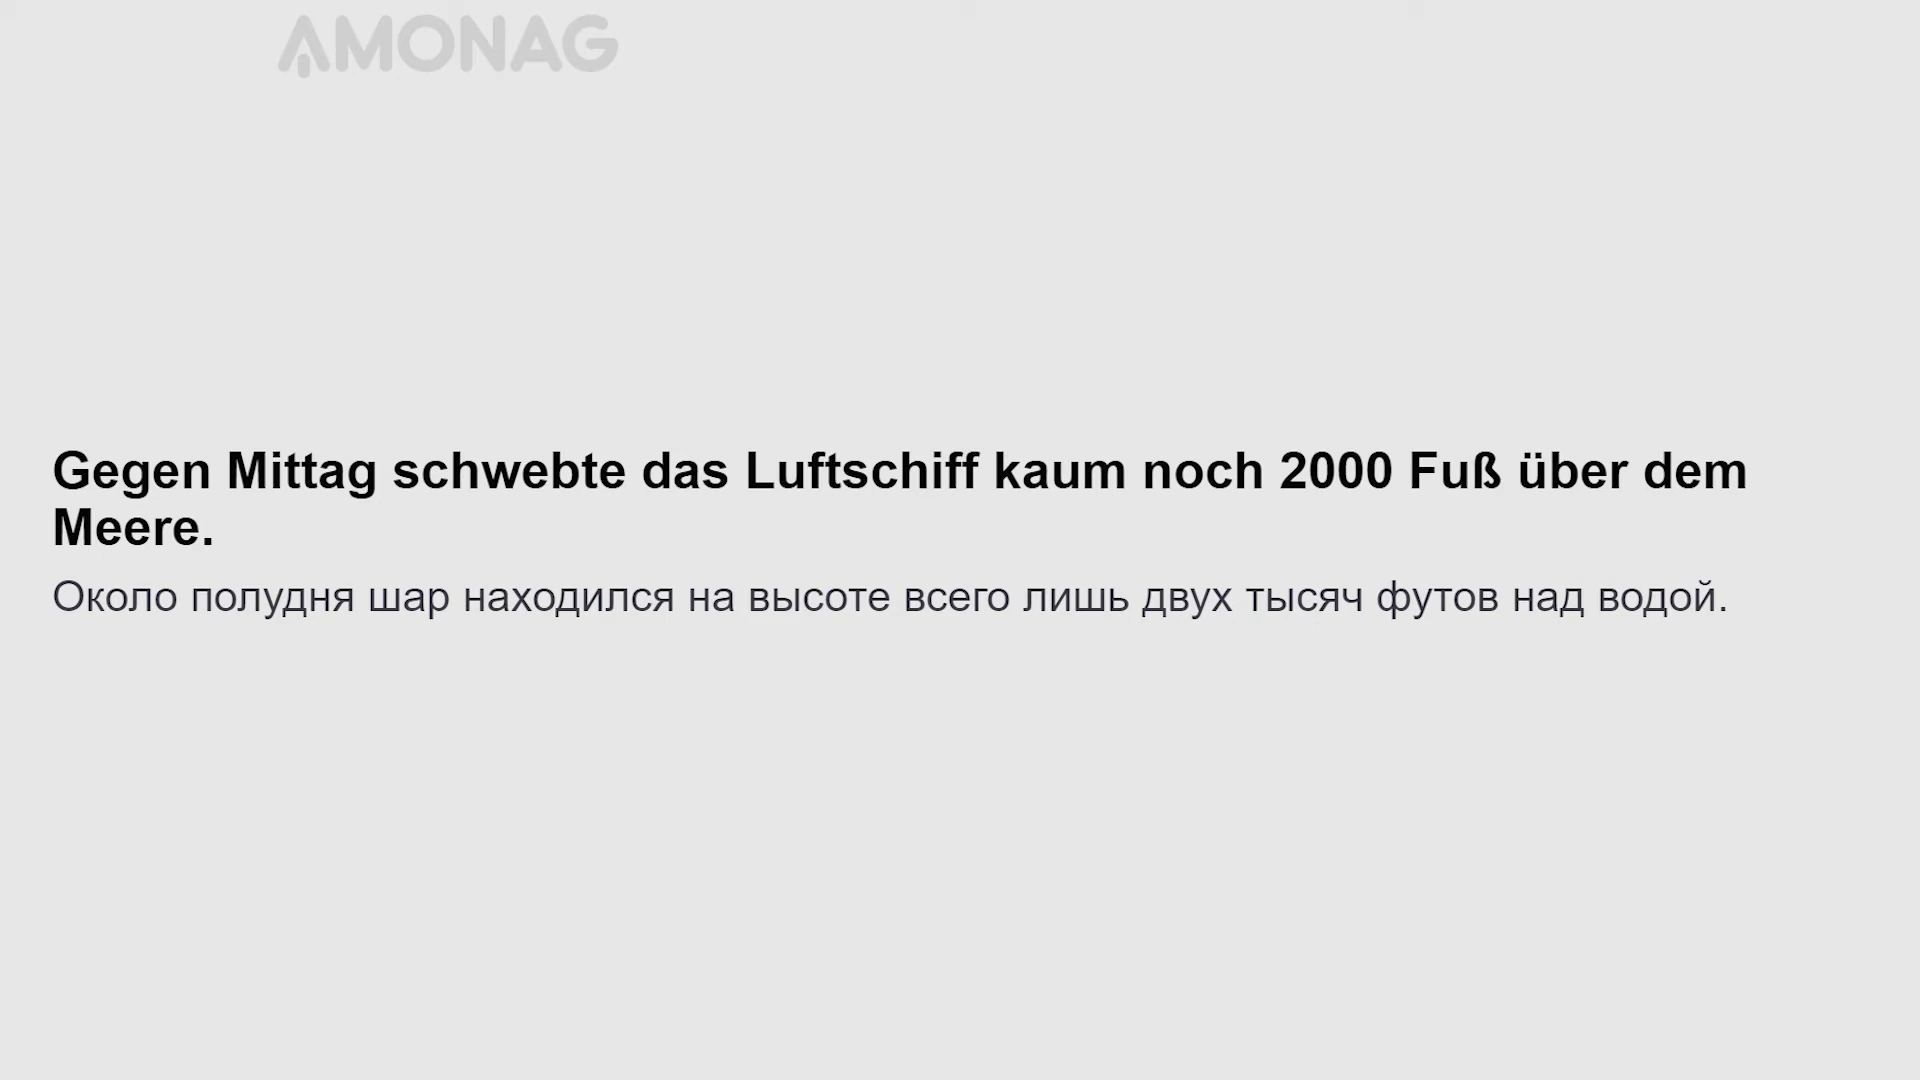 AMONAG
Gegen Mittag schwebte das Luftschiff kaum noch 2000 Fuß über dem
Meere.
Около полудня шар находился на высоте всего лишь двух тысяч футов над водой.